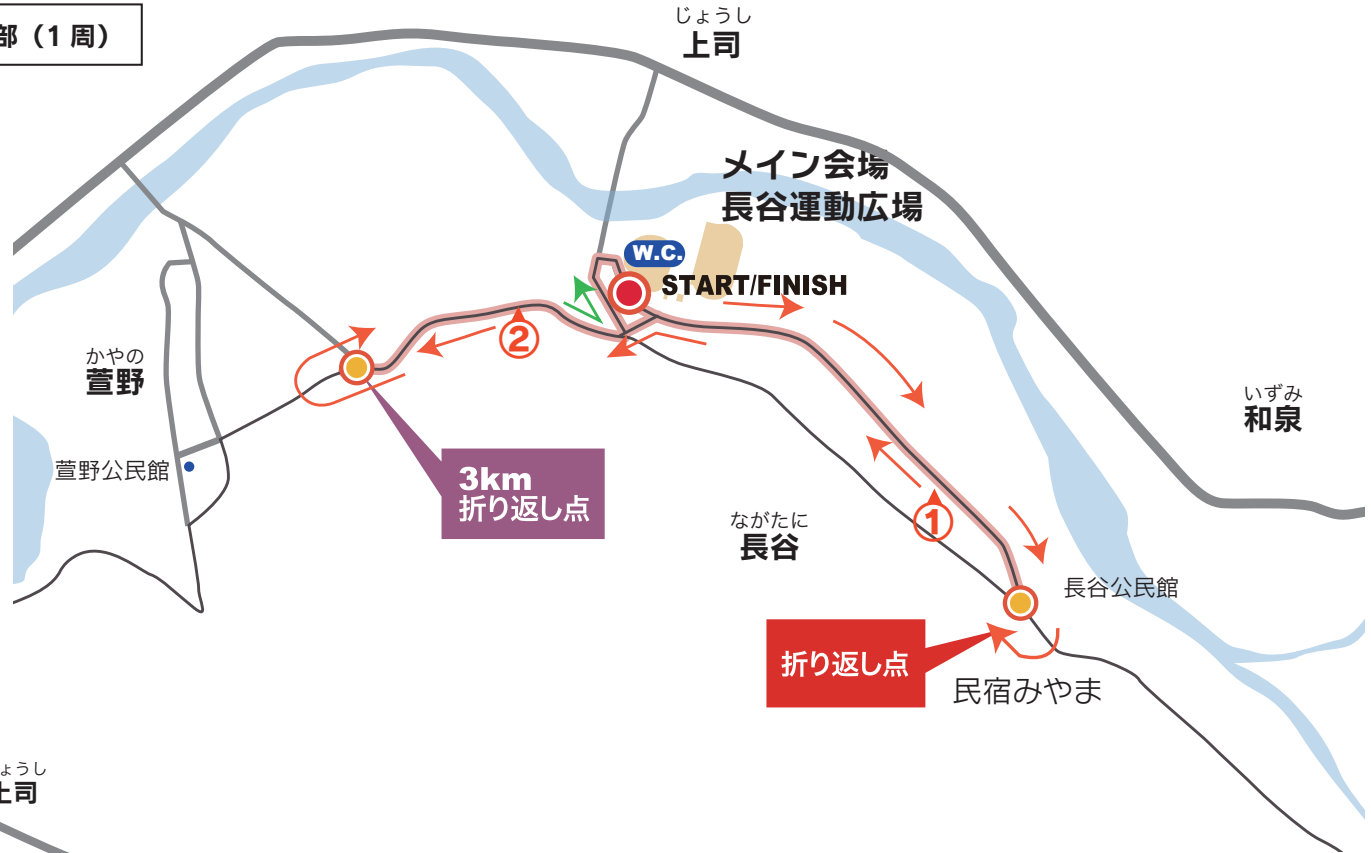 部（1周）
じょうし
上司
メイン会場
長谷運動広場
W.C.
START/FINISH
②
かやの
萱野
萱野公民館
3km
折り返し点
いずみ
和泉
①
ながたに
長谷
長谷公民館
折り返し点
民宿みやま
ょうし
上司